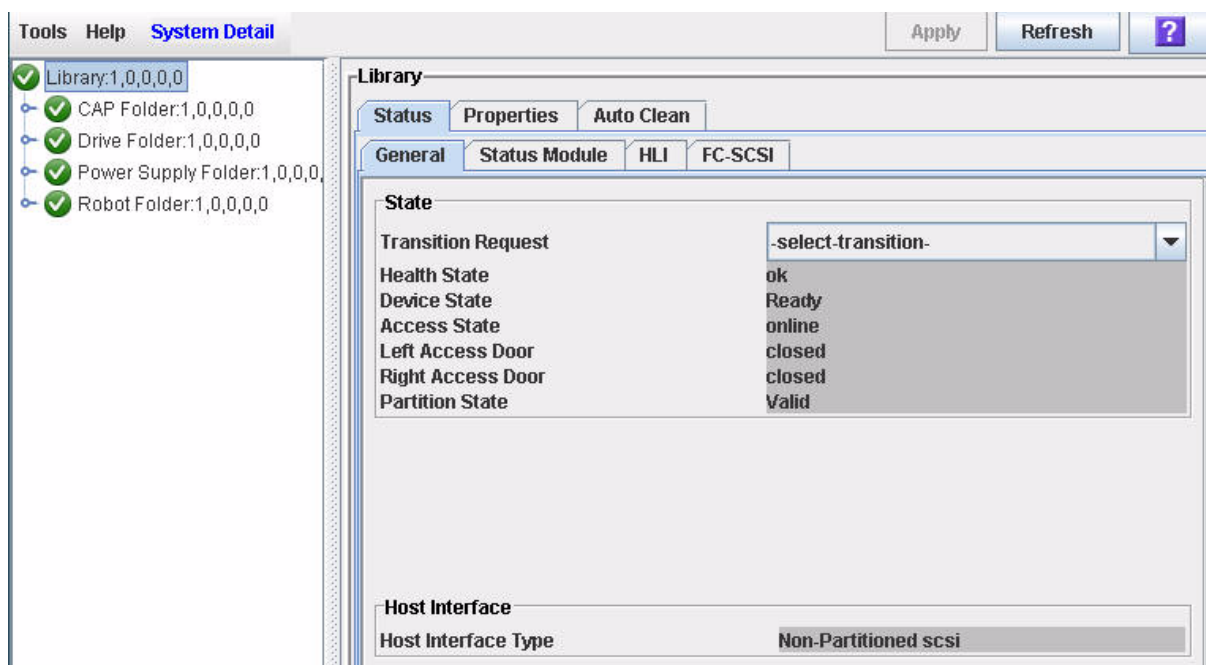 Tools Help System Detail
Apply Refresh ?
Library:1,0,0,0,0
CAP Folder:1,0,0,0,0
Drive Folder:1,0,0,0,0
Power Supply Folder:1,0,0,0,
Robot Folder:1,0,0,0,0
Library
Status Properties Auto Clean
General Status Module HLI FC-SCSI
State
Transition Request -select-transition-
Health State ok
Device State Ready
Access State online
Left Access Door closed
Right Access Door closed
Partition State Valid
Host Interface
Host Interface Type Non-Partitioned scsi